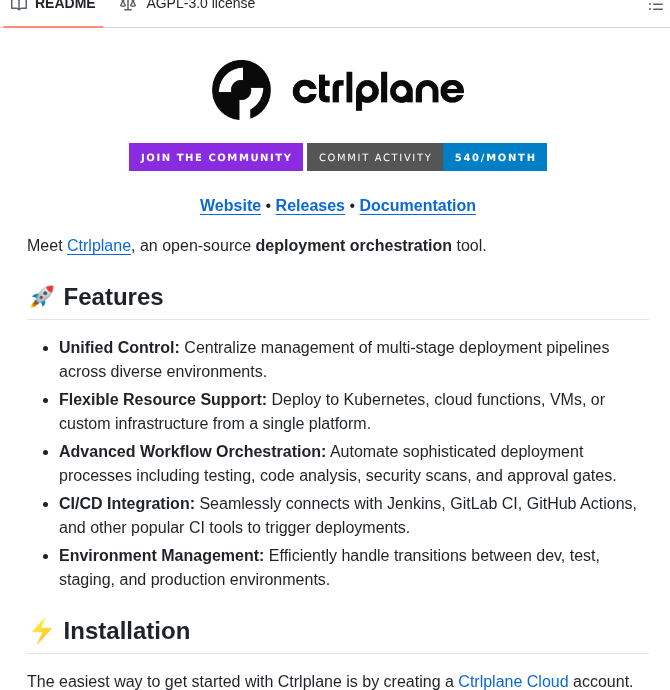 README AGPL-3.0 license
ctrlplane
JOIN THE COMMUNITY COMMIT ACTIVITY 540/MONTH
Website • Releases • Documentation
Meet Ctrlplane, an open-source deployment orchestration tool.
🚀 Features
• Unified Control: Centralize management of multi-stage deployment pipelines
across diverse environments.
• Flexible Resource Support: Deploy to Kubernetes, cloud functions, VMs, or
custom infrastructure from a single platform.
• Advanced Workflow Orchestration: Automate sophisticated deployment
processes including testing, code analysis, security scans, and approval gates.
• CI/CD Integration: Seamlessly connects with Jenkins, GitLab CI, GitHub Actions,
and other popular CI tools to trigger deployments.
• Environment Management: Efficiently handle transitions between dev, test,
staging, and production environments.
⚡ Installation
The easiest way to get started with Ctrlplane is by creating a Ctrlplane Cloud account.